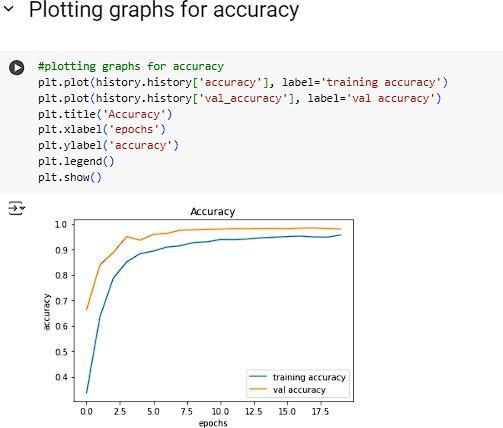 Plotting graphs for accuracy
#plotting graphs for accuracy
plt.plot(history.history['accuracy'], label='training accuracy')
plt.plot(history.history['val_accuracy'], label='val accuracy')
plt.title('Accuracy')
plt.xlabel('epochs')
plt.ylabel('accuracy')
plt.legend()
plt.show()
Accuracy
1.0
0.9
0.8
0.7
0.6
0.5
0.4
accuracy
training accuracy
val accuracy
0.0 2.5 5.0 7.5 10.0 12.5 15.0 17.5
epochs